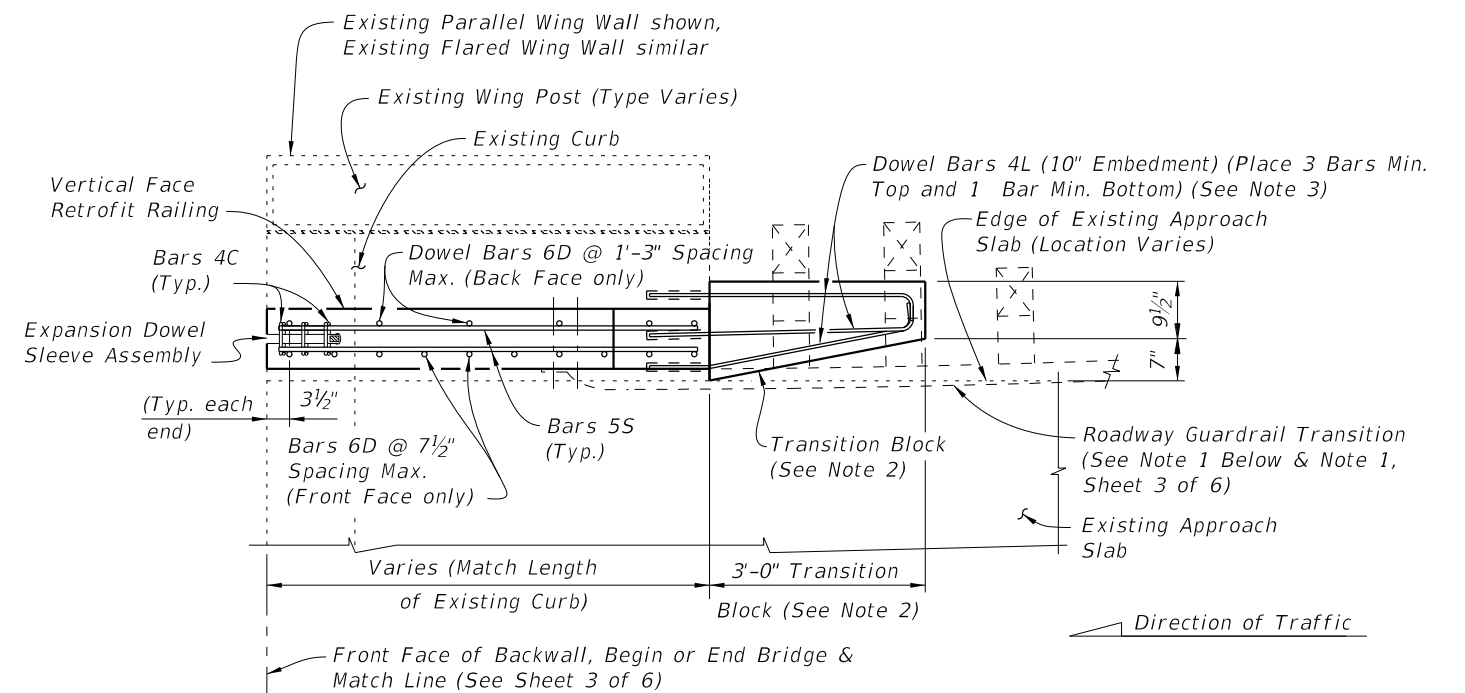 Existing Parallel Wing Wall shown,
Existing Flared Wing Wall similar
Existing Wing Post (Type Varies)
Existing Curb
Vertical Face
Retrofit Railing
Dowel Bars 4L (10" Embedment) (Place 3 Bars Min.
Top and 1 Bar Min. Bottom) (See Note 3)
Edge of Existing Approach
Slab (Location Varies)
Bars 4C
(Typ.)
Dowel Bars 6D @ 1'-3" Spacing
Max. (Back Face only)
Expansion Dowel
Sleeve Assembly
9½"
7"
(Typ. each
end)
3½"
Bars 6D @ 7½"
Spacing Max.
(Front Face only)
Bars 5S
(Typ.)
Transition Block
(See Note 2)
Roadway Guardrail Transition
(See Note 1 Below & Note 1,
Sheet 3 of 6)
Existing Approach
Slab
Varies (Match Length
of Existing Curb)
3'-0" Transition
Block (See Note 2)
Direction of Traffic
Front Face of Backwall, Begin or End Bridge &
Match Line (See Sheet 3 of 6)